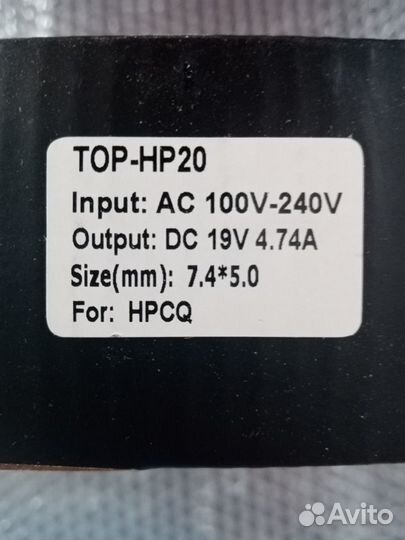 TOP-HP20
Input: AC 100V-240V
Output: DC 19V 4.74A
Size(mm): 7.4*5.0
For: HPCQ
Avito